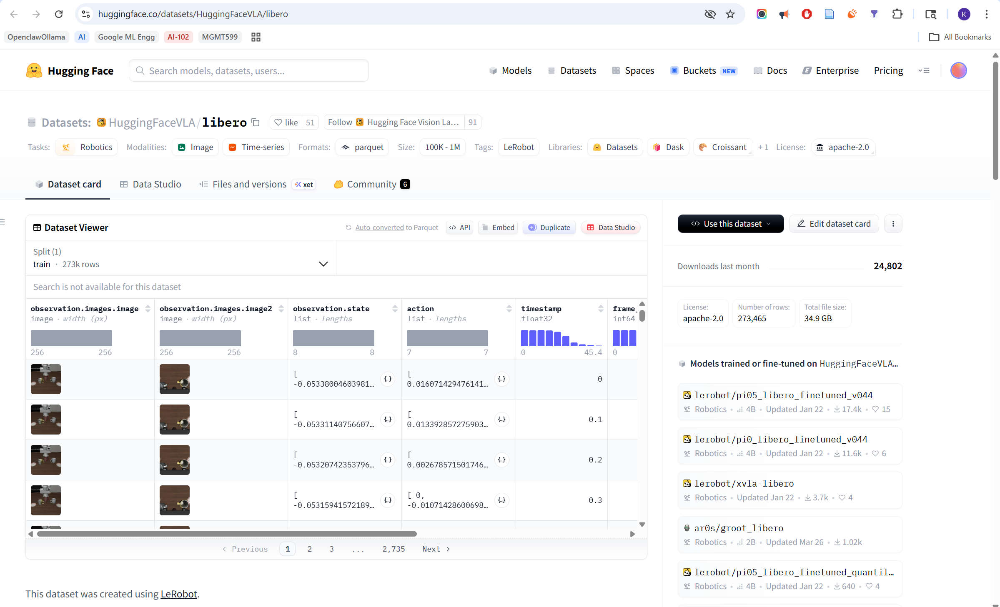 huggingface.co/datasets/HuggingFaceVLA/libero
K
OpenclawOllama AI Google ML Engg AI-102 MGMT599 All Bookmarks
Hugging Face Search models, datasets, users... Models Datasets Spaces Buckets NEW Docs Enterprise Pricing
Datasets: HuggingFaceVLA/libero like 51 Follow Hugging Face Vision La... 91
Tasks: Robotics Modalities: Image Time-series Formats: parquet Size: 100K - 1M Tags: LeRobot Libraries: Datasets Dask Croissant + 1 License: apache-2.0
Dataset card Data Studio Files and versions xet Community 6
Dataset Viewer Auto-converted to Parquet API Embed Duplicate Data Studio
Split (1)
train · 273k rows
Search is not available for this dataset
observation.images.image observation.images.image2 observation.state action timestamp frame_
image · width (px) image · width (px) list · lengths list · lengths float32 int64
256 256 256 256 8 8 7 7 0 45.4 0
[ [
-0.05338004603981… {..} 0.016071429476141… {..} 0
[ [
-0.05331140756607… {..} 0.013392857275903… {..} 0.1
[ [
-0.05320742353796… {..} 0.002678571501746… {..} 0.2
[ [ 0,
-0.05315941572189… {..} -0.01071428600698… {..} 0.3
< Previous 1 2 3 ... 2,735 Next >
This dataset was created using LeRobot.
</> Use this dataset Edit dataset card
Downloads last month 24,802
License: Number of rows: Total file size:
apache-2.0 273,465 34.9 GB
Models trained or fine-tuned on HuggingFaceVLA…
lerobot/pi05_libero_finetuned_v044
Robotics • 4B • Updated Jan 22 • 17.4k • 15
lerobot/pi0_libero_finetuned_v044
Robotics • 4B • Updated Jan 22 • 11.6k • 6
lerobot/xvla-libero
Robotics • Updated Jan 22 • 3.7k • 4
ar0s/groot_libero
Robotics • 2B • Updated Mar 26 • 1.02k
lerobot/pi05_libero_finetuned_quantil…
Robotics • 4B • Updated Jan 22 • 640 • 4